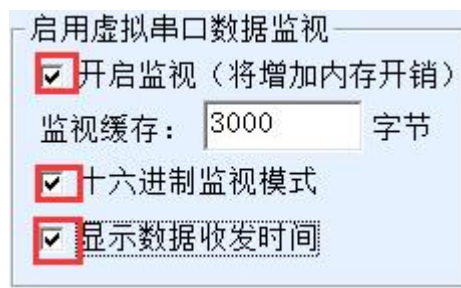 启用虚拟串口数据监视
开启监视（将增加内存开销）
监视缓存： 3000 字节
十六进制监视模式
显示数据收发时间